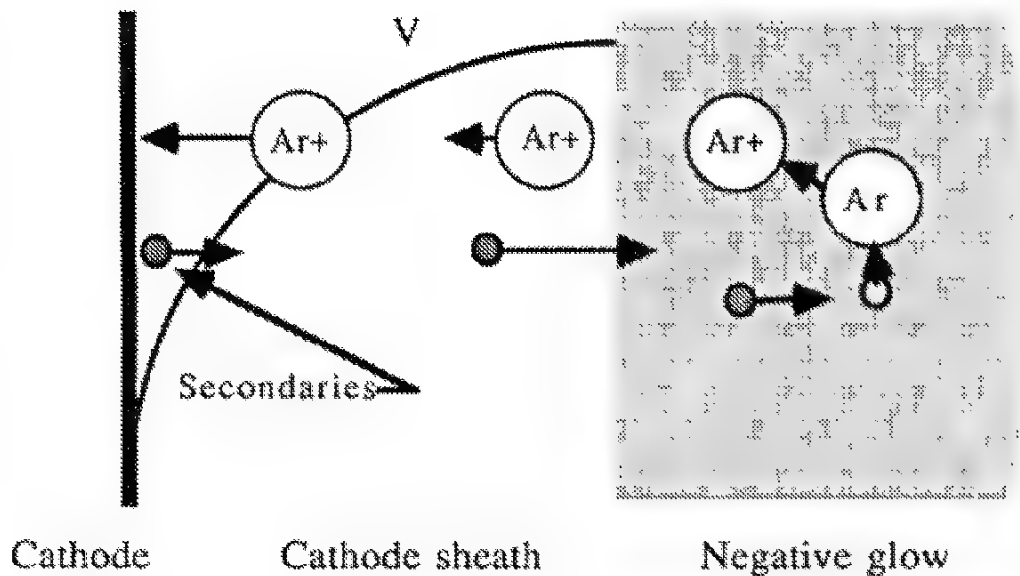 V
Ar+
Ar+
Ar+
Ar
Secondaries
Cathode
Cathode sheath
Negative glow